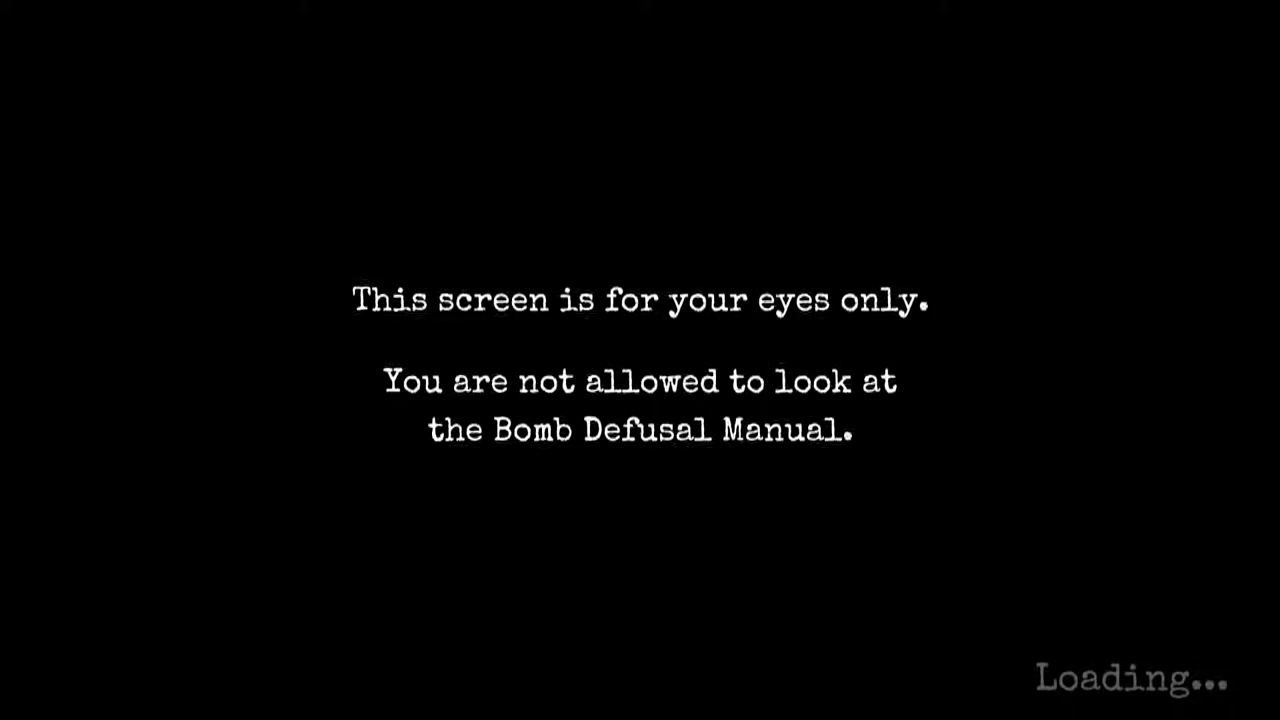 This screen is for your eyes only.
You are not allowed to look at
the Bomb Defusal Manual.
Loading...